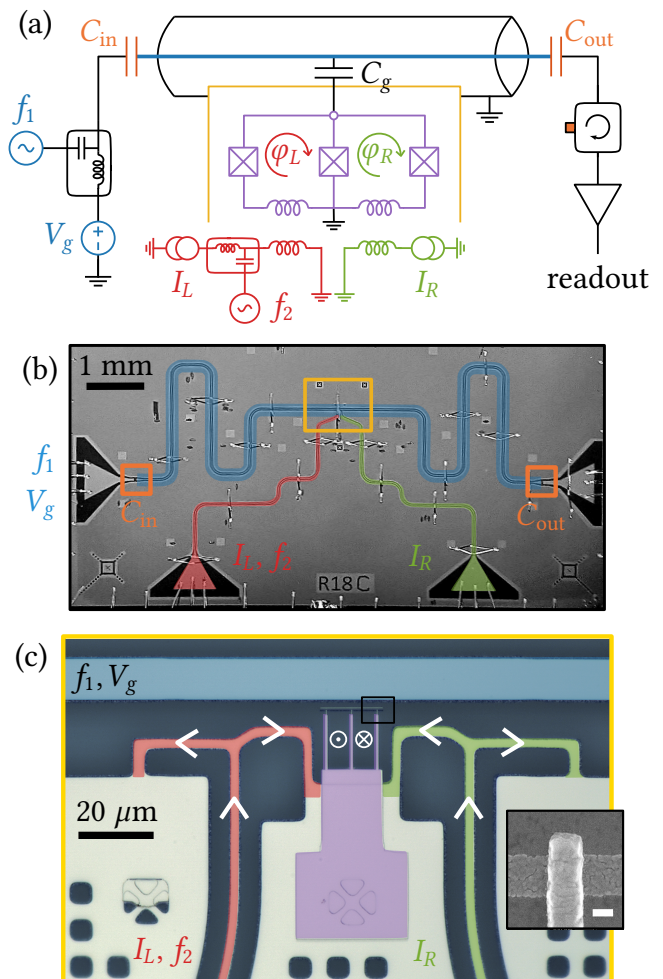 (a)
C_in
C_out
C_g
f_1
φ_L
φ_R
V_g
I_L
f_2
I_R
readout
(b)
1 mm
f_1
V_g
C_in
C_out
I_L, f_2
I_R
R18C
(c)
f_1, V_g
20 μm
I_L, f_2
I_R